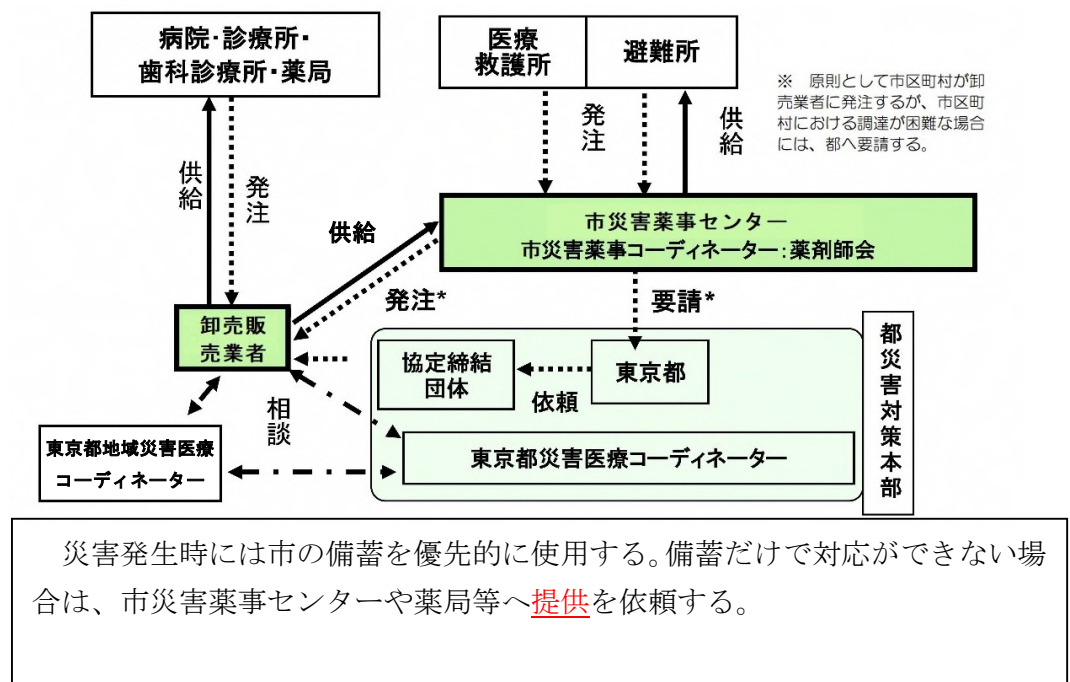 病院・診療所・
歯科診療所・薬局
医療
救護所
避難所
※　原則として市区町村が卸
売業者に発注するが、市区町
村における調達が困難な場合
には、都へ要請する。
供給
発注
発注
供給
市災害薬事センター
市災害薬事コーディネーター：薬剤師会
供給
発注*
要請*
卸売販
売業者
協定締結
団体
依頼
東京都
都災害対策本部
相談
東京都地域災害医療
コーディネーター
東京都災害医療コーディネーター
災害発生時には市の備蓄を優先的に使用する。備蓄だけで対応ができない場
合は、市災害薬事センターや薬局等へ提供を依頼する。